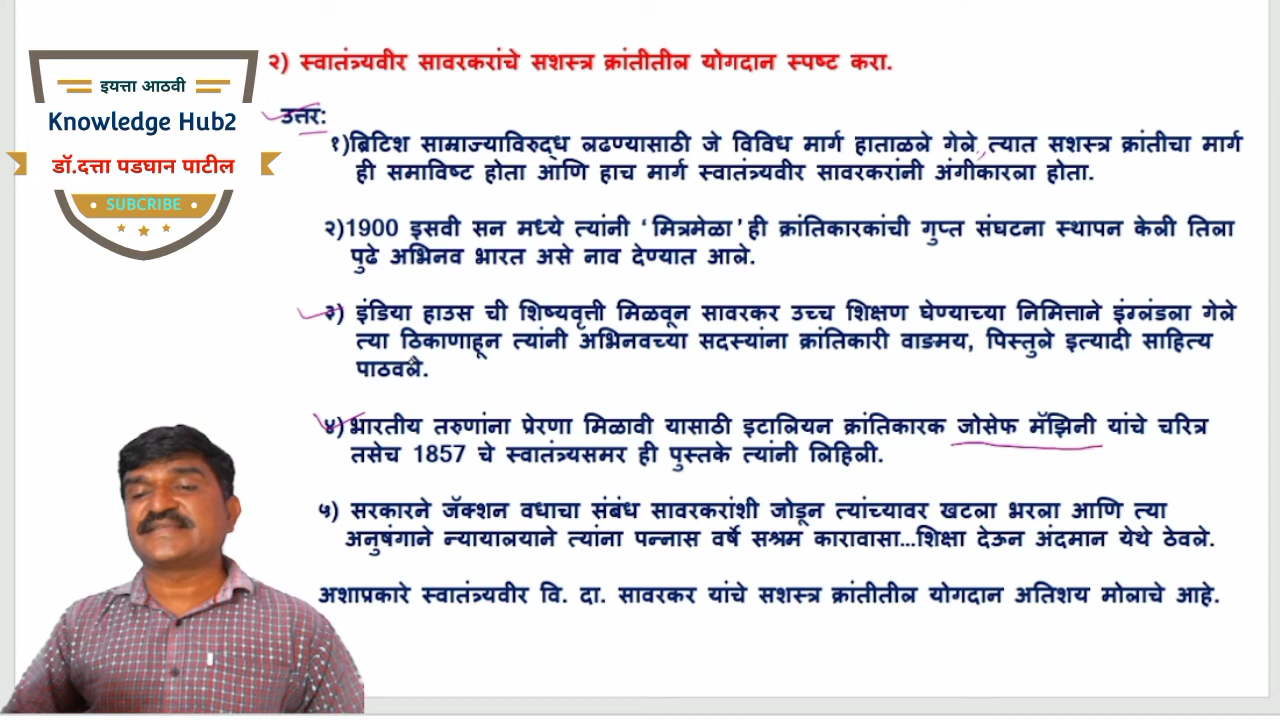 इयत्ता आठवी
Knowledge Hub2
डॉ.दत्ता पडघान पाटील
SUBCRIBE
२) स्वातंत्र्यवीर सावरकरांचे सशस्त्र क्रांतीतील योगदान स्पष्ट करा.
उत्तर:
१)ब्रिटिश साम्राज्याविरुद्ध लढण्यासाठी जे विविध मार्ग हाताळले गेले, त्यात सशस्त्र क्रांतीचा मार्ग
ही समाविष्ट होता आणि हाच मार्ग स्वातंत्र्यवीर सावरकरांनी अंगीकारला होता.
२)1900 इसवी सन मध्ये त्यांनी 'मित्रमेळा'ही क्रांतिकारकांची गुप्त संघटना स्थापन केली तिला
पुढे अभिनव भारत असे नाव देण्यात आले.
३) इंडिया हाउस ची शिष्यवृत्ती मिळवून सावरकर उच्च शिक्षण घेण्याच्या निमित्ताने इंग्लंडला गेले
त्या ठिकाणाहून त्यांनी अभिनवच्या सदस्यांना क्रांतिकारी वाङमय, पिस्तुले इत्यादी साहित्य
पाठवले.
४) भारतीय तरुणांना प्रेरणा मिळावी यासाठी इटालियन क्रांतिकारक जोसेफ मॅझिनी यांचे चरित्र
तसेच 1857 चे स्वातंत्र्यसमर ही पुस्तके त्यांनी लिहिली.
५) सरकारने जॅक्शन वधाचा संबंध सावरकरांशी जोडून त्यांच्यावर खटला भरला आणि त्या
अनुषंगाने न्यायालयाने त्यांना पन्नास वर्षे सश्रम कारावासा...शिक्षा देऊन अंदमान येथे ठेवले.
अशाप्रकारे स्वातंत्र्यवीर वि. दा. सावरकर यांचे सशस्त्र क्रांतीतील योगदान अतिशय मोलाचे आहे.